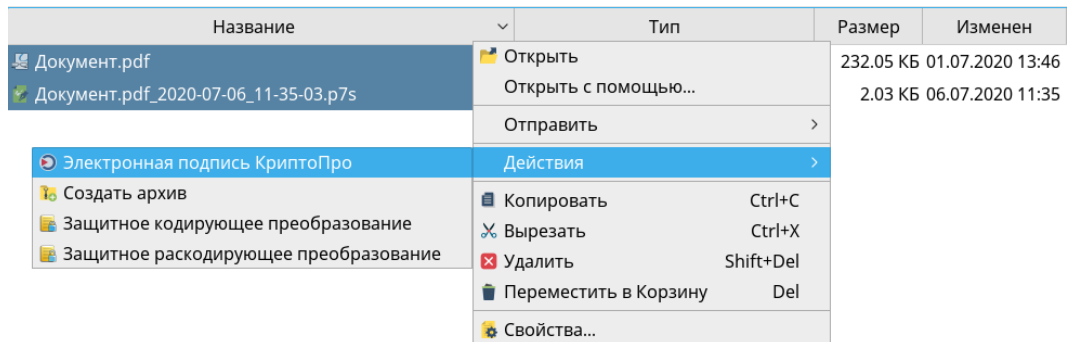 Название Тип Размер Изменен
Документ.pdf 232.05 КБ 01.07.2020 13:46
Документ.pdf_2020-07-06_11-35-03.p7s 2.03 КБ 06.07.2020 11:35
Открыть
Открыть с помощью...
Отправить
Действия
Копировать Ctrl+C
Вырезать Ctrl+X
Удалить Shift+Del
Переместить в Корзину Del
Свойства...
Электронная подпись КриптоПро
Создать архив
Защитное кодирующее преобразование
Защитное раскодирующее преобразование